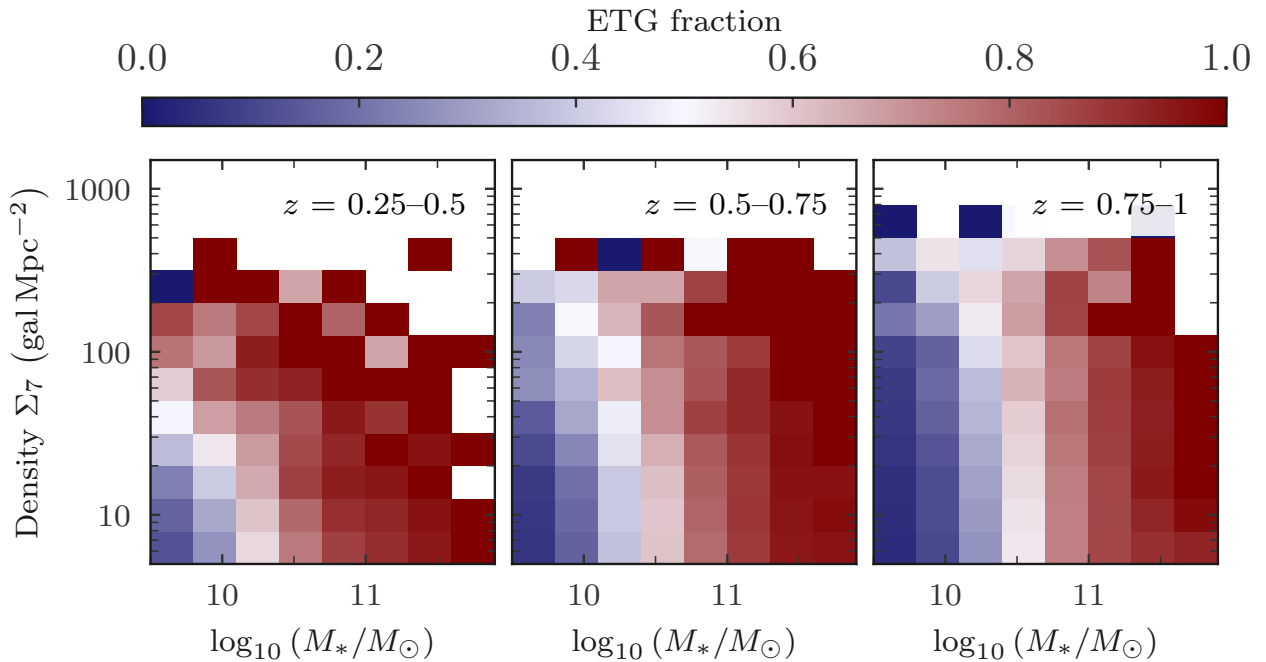 ETG fraction
0.0 0.2 0.4 0.6 0.8 1.0
z = 0.25–0.5 z = 0.5–0.75 z = 0.75–1
1000
100
10
Density Σ₇ (gal Mpc⁻²)
10 11 10 11 10 11
log₁₀ (M*/M⊙) log₁₀ (M*/M⊙) log₁₀ (M*/M⊙)